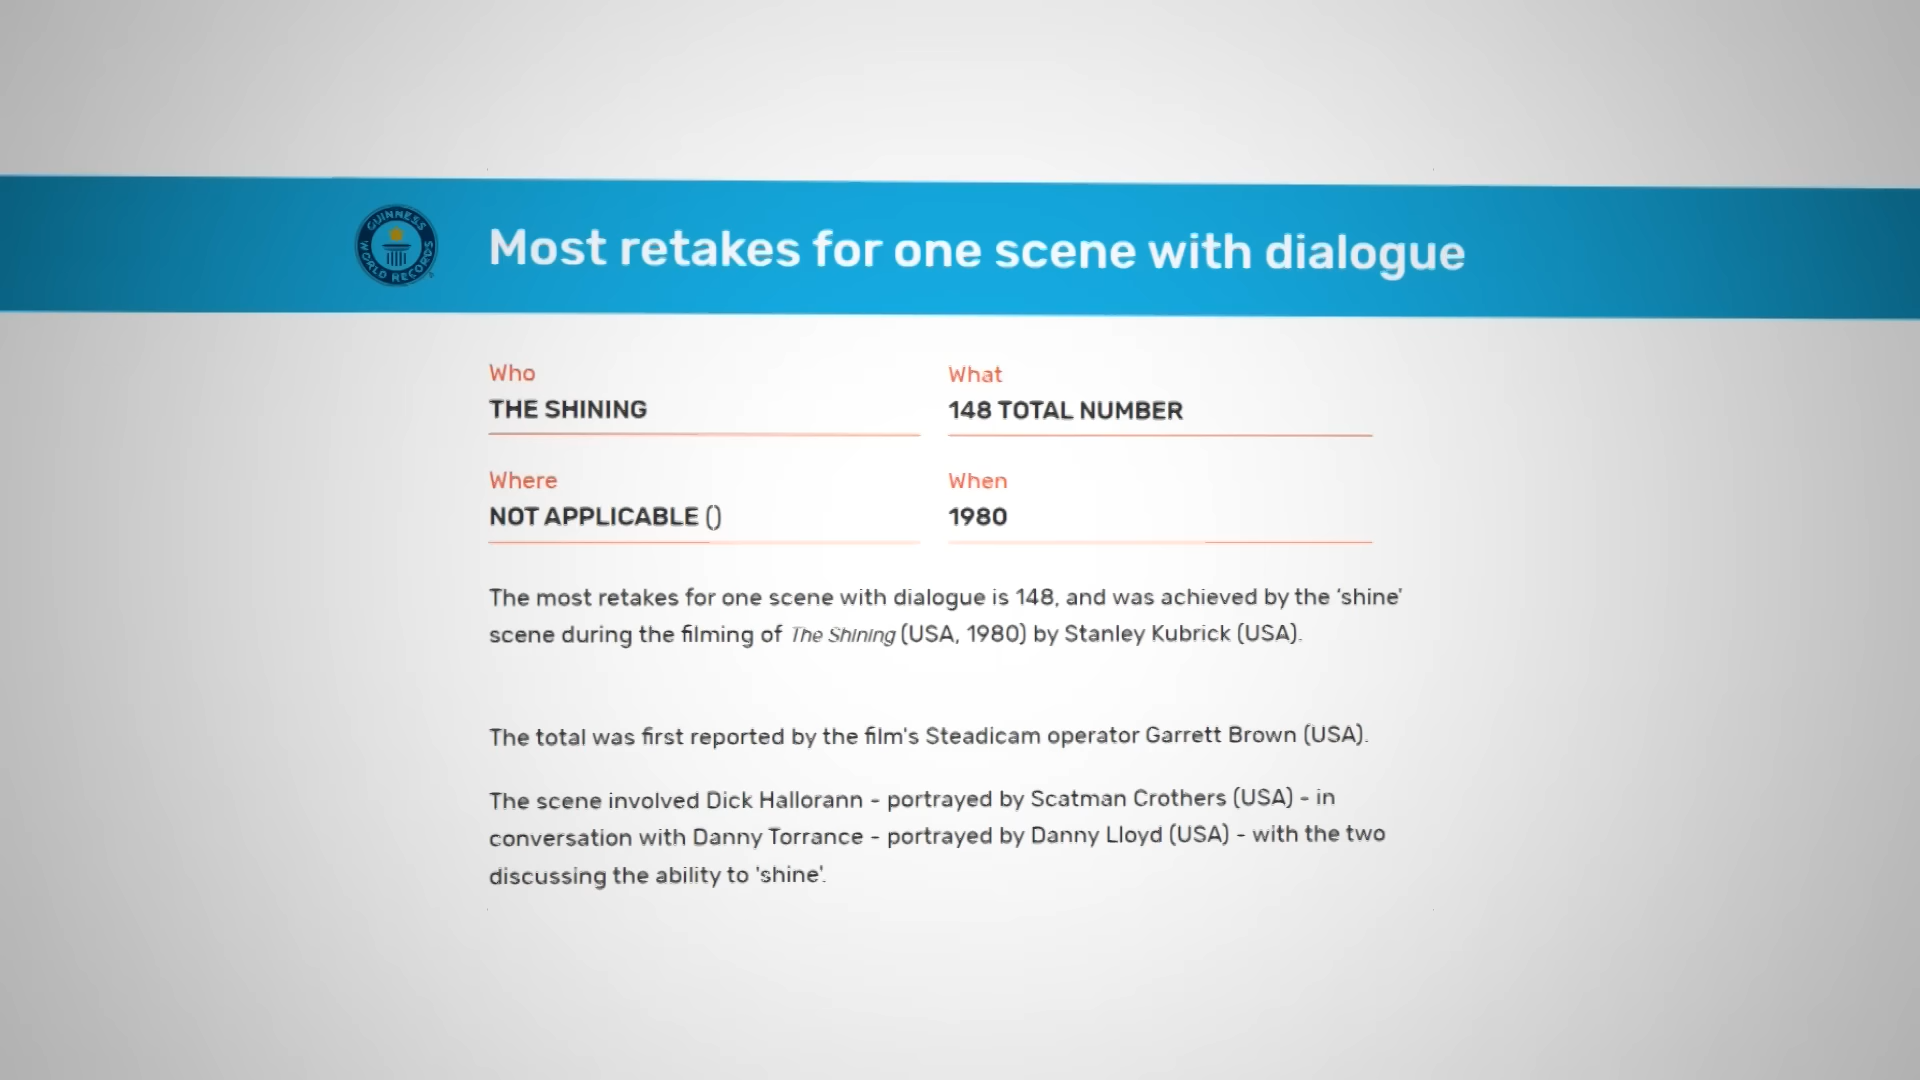 GUINNESS
WORLD RECORDS
Most retakes for one scene with dialogue
Who
THE SHINING
What
148 TOTAL NUMBER
Where
NOT APPLICABLE ()
When
1980
The most retakes for one scene with dialogue is 148, and was achieved by the ‘shine’
scene during the filming of The Shining (USA, 1980) by Stanley Kubrick (USA).
The total was first reported by the film's Steadicam operator Garrett Brown (USA).
The scene involved Dick Hallorann - portrayed by Scatman Crothers (USA) - in
conversation with Danny Torrance - portrayed by Danny Lloyd (USA) - with the two
discussing the ability to 'shine'.